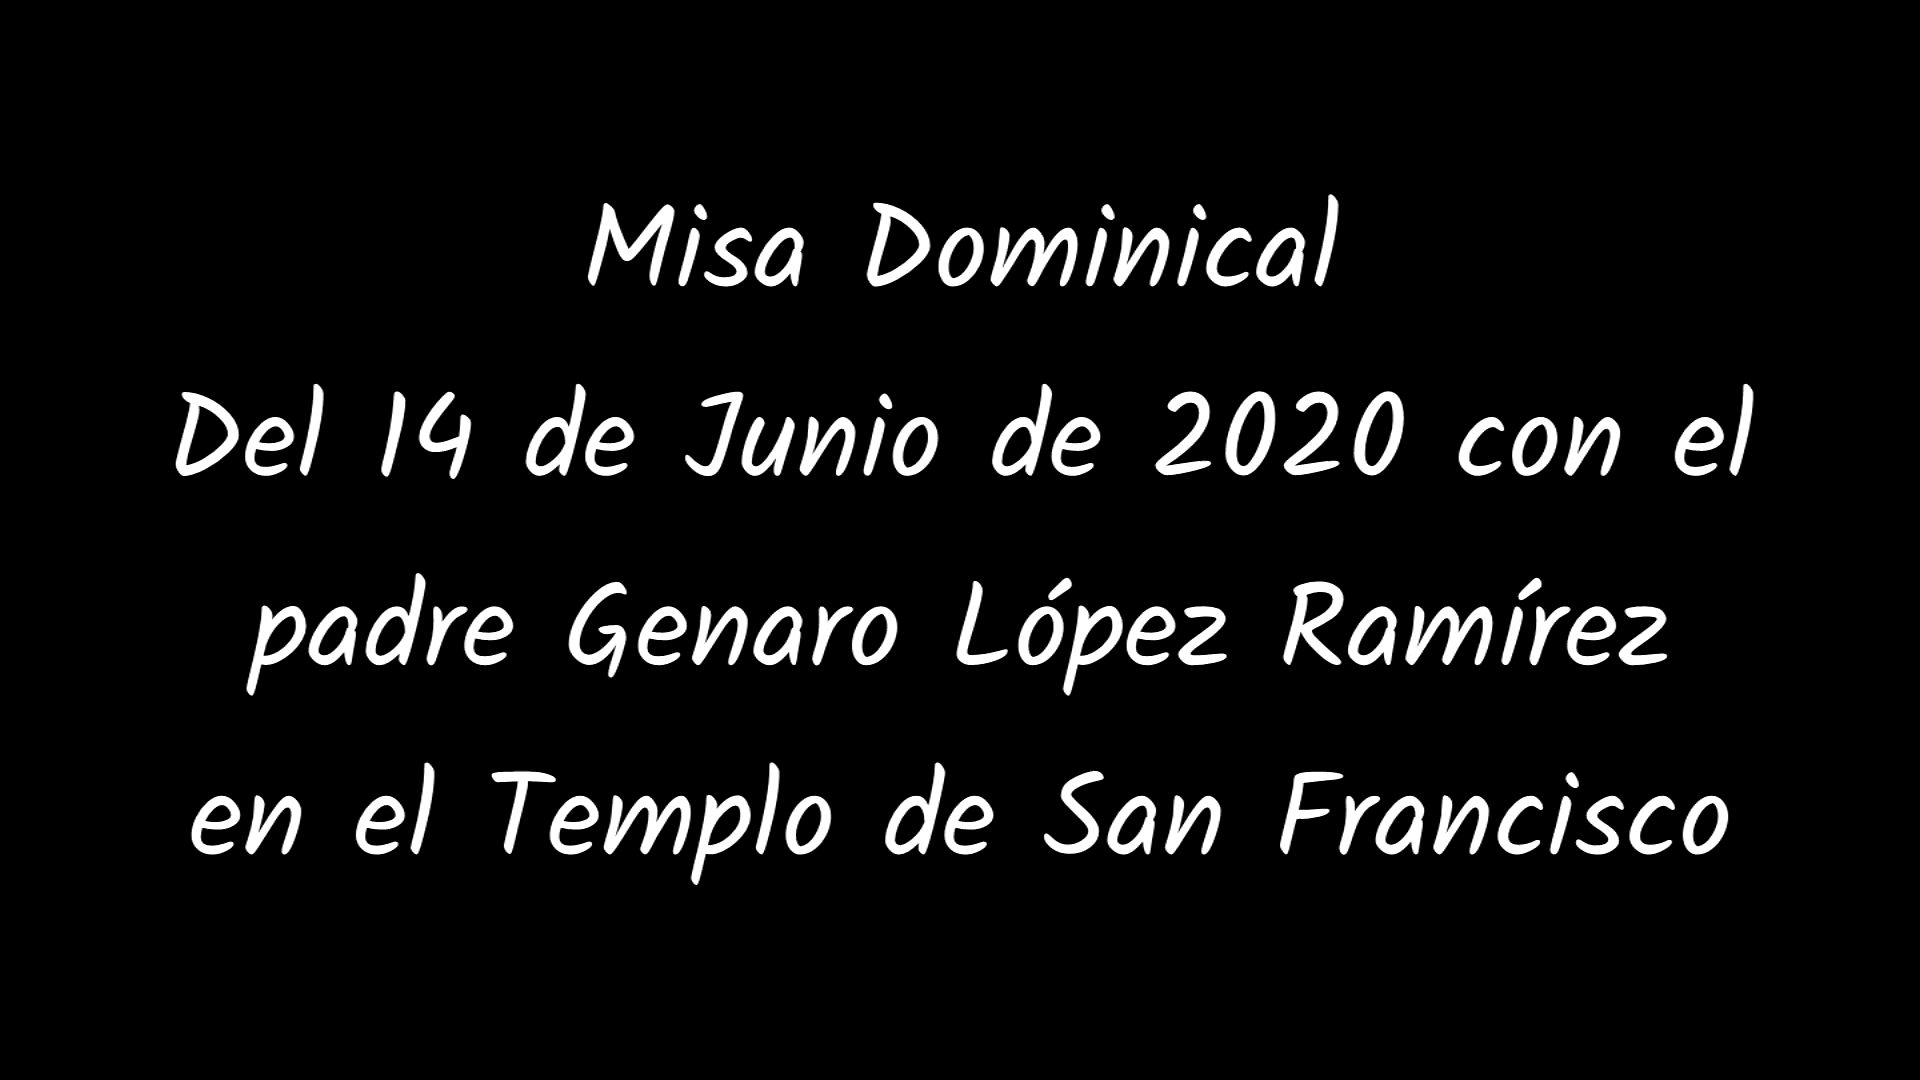 Misa Dominical
Del 14 de Junio de 2020 con el
padre Genaro López Ramírez
en el Templo de San Francisco